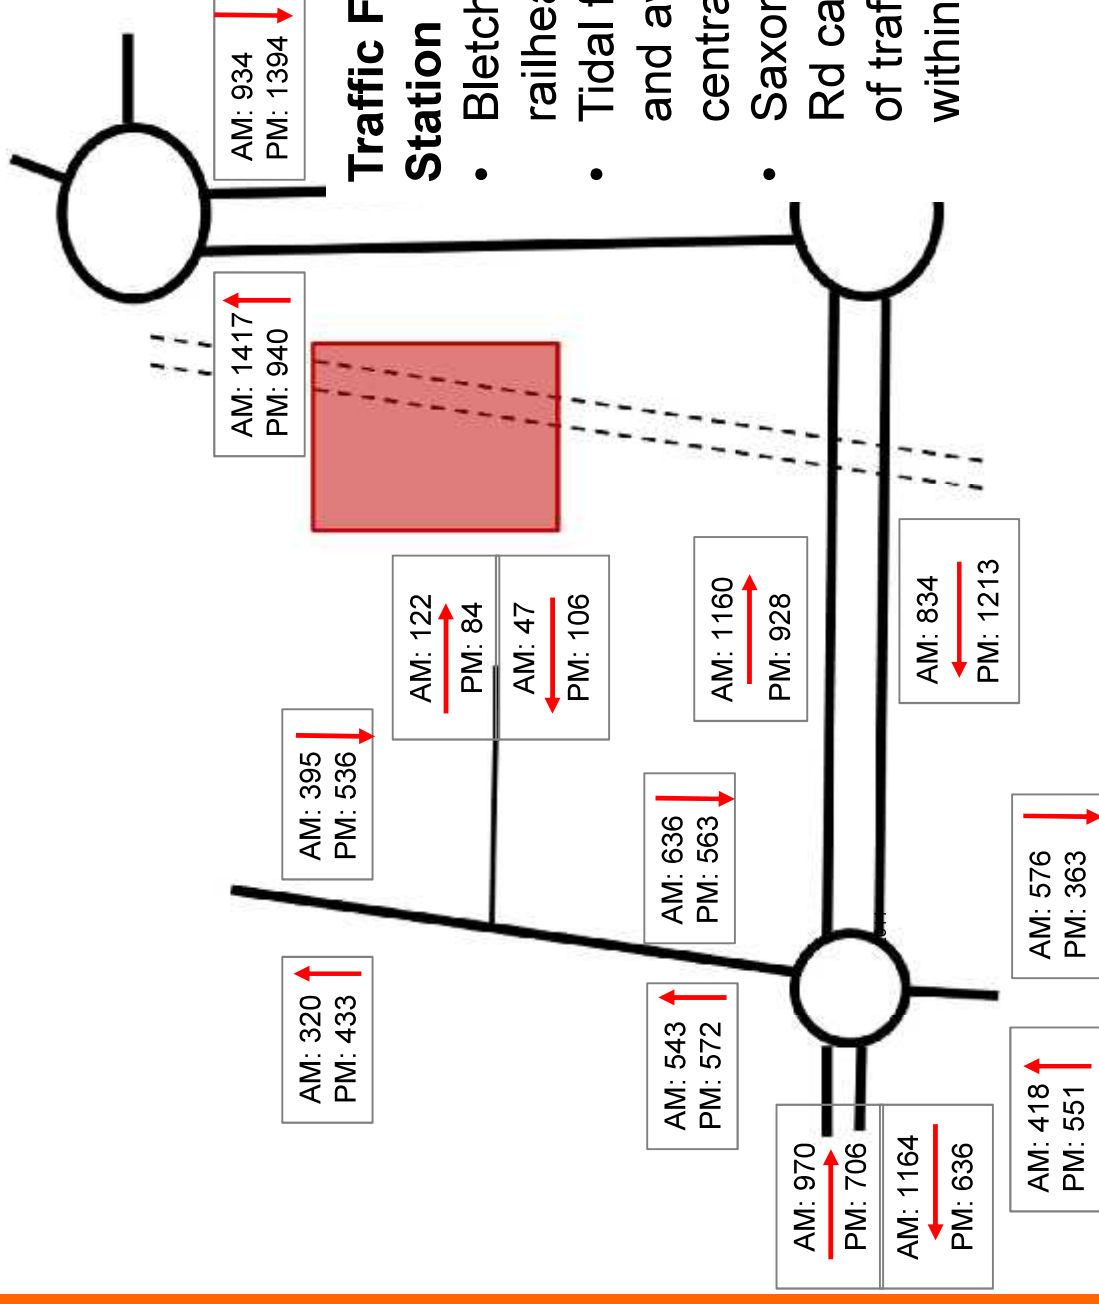 AM: 1417
PM: 940
AM: 934
PM: 1394
AM: 320
PM: 433
AM: 395
PM: 536
AM: 122
PM: 84
AM: 47
PM: 106
AM: 543
PM: 572
AM: 636
PM: 563
AM: 1160
PM: 928
AM: 970
PM: 706
AM: 1164
PM: 636
AM: 834
PM: 1213
AM: 418
PM: 551
AM: 576
PM: 363
Traffic F
Station
• Bletch
railhea
• Tidal f
and av
centra
• Saxon
Rd ca
of traf
within